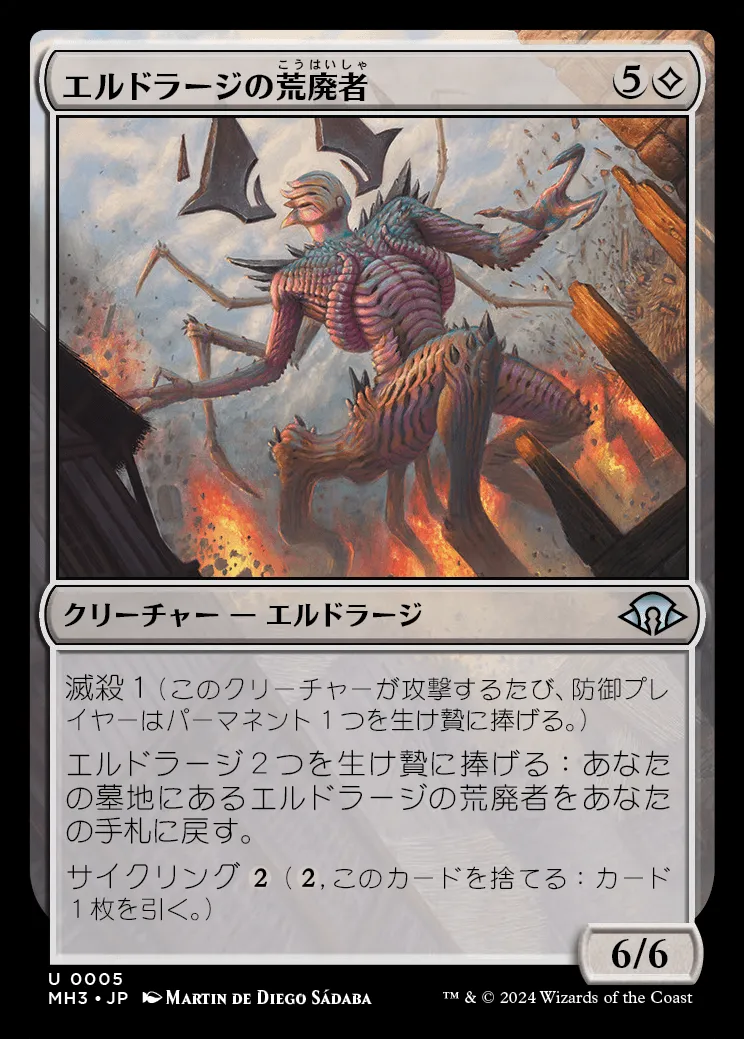 こうはいしゃ
エルドラージの荒廃者 5
クリーチャー — エルドラージ
滅殺１（このクリーチャーが攻撃するたび、防御プレ
イヤーはパーマネント１つを生け贄に捧げる。）
エルドラージ２つを生け贄に捧げる：あなた
の墓地にあるエルドラージの荒廃者をあなた
の手札に戻す。
サイクリング 2（2, このカードを捨てる：カード
１枚を引く。）
6/6
U 0005
MH3 • JP MARTIN DE DIEGO SÁDABA
™ & © 2024 Wizards of the Coast